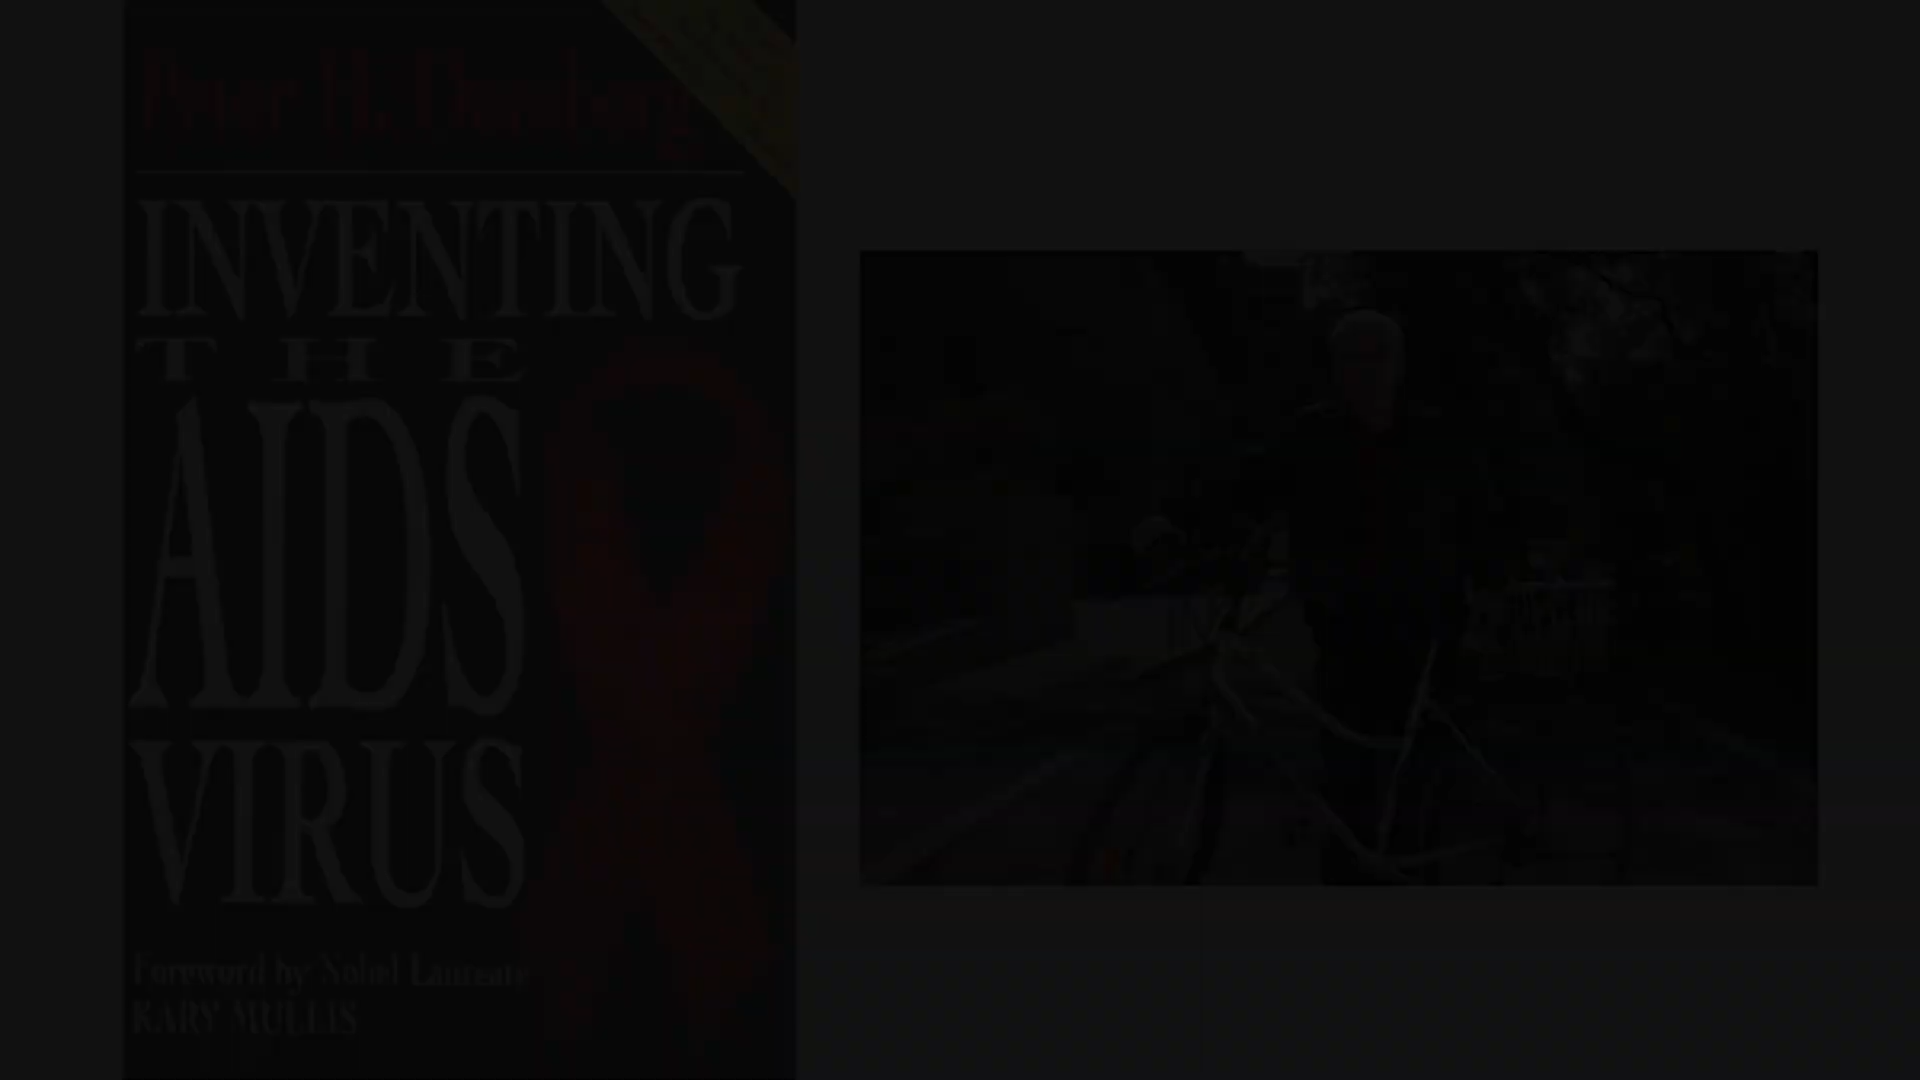 Peter H. Duesberg
INVENTING
THE
AIDS
VIRUS
Foreword by Nobel Laureate
KARY MULLIS